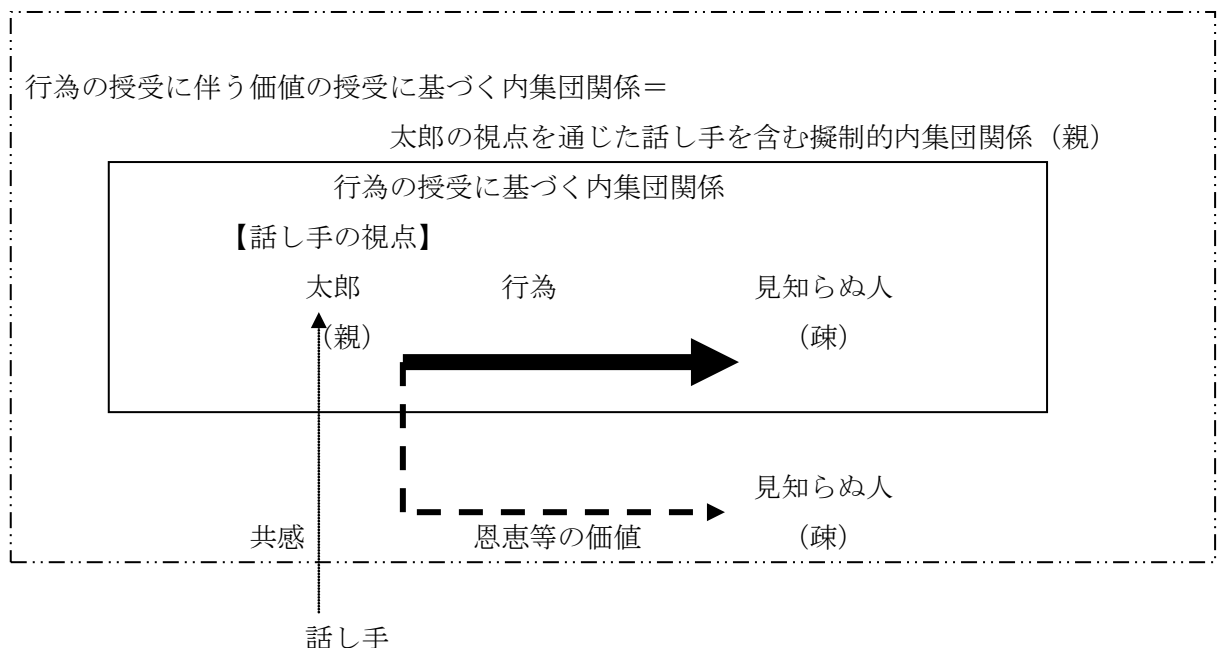 行為の授受に伴う価値の授受に基づく内集団関係＝
太郎の視点を通じた話し手を含む擬制的内集団関係（親）
行為の授受に基づく内集団関係
【話し手の視点】
太郎 行為 見知らぬ人
（親） （疎）
見知らぬ人
共感 恩恵等の価値 （疎）
話し手